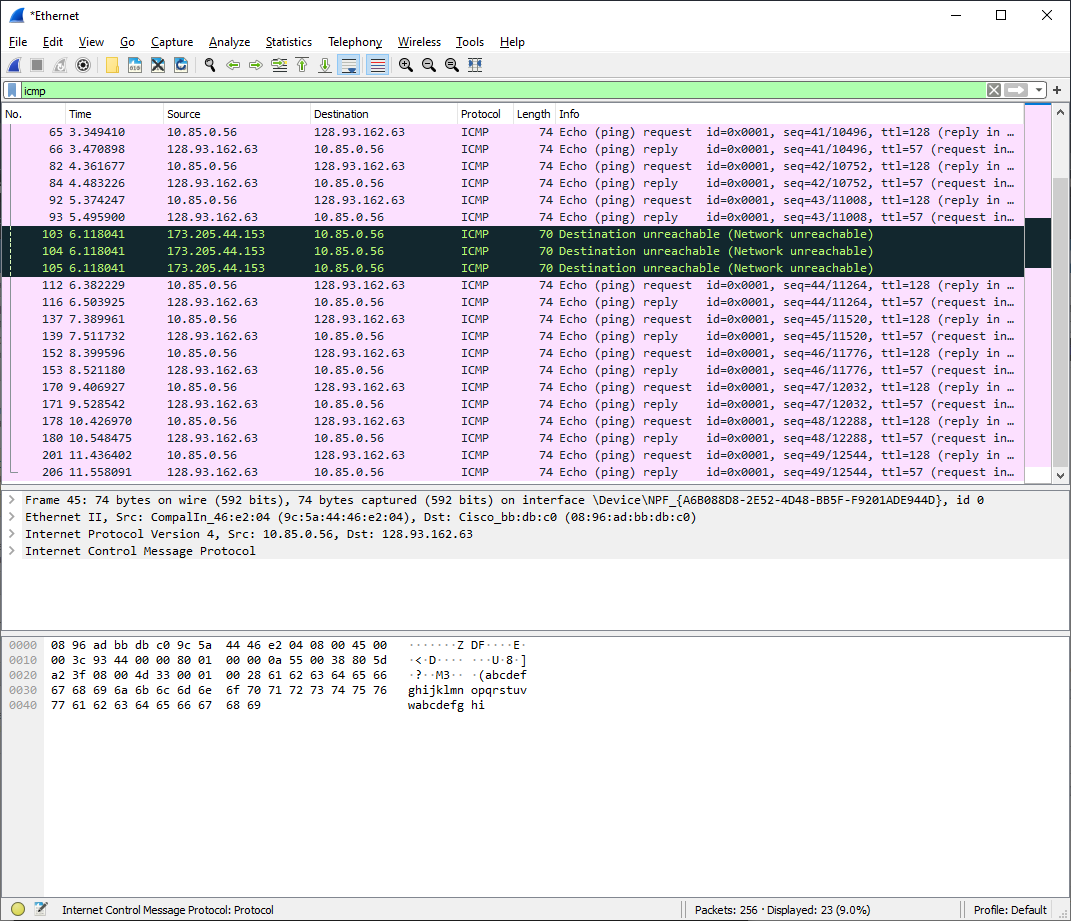 *Ethernet
File Edit View Go Capture Analyze Statistics Telephony Wireless Tools Help
icmp
No. Time Source Destination Protocol Length Info
65 3.349410 10.85.0.56 128.93.162.63 ICMP 74 Echo (ping) request id=0x0001, seq=41/10496, ttl=128 (reply in …
66 3.470898 128.93.162.63 10.85.0.56 ICMP 74 Echo (ping) reply id=0x0001, seq=41/10496, ttl=57 (request in…
82 4.361677 10.85.0.56 128.93.162.63 ICMP 74 Echo (ping) request id=0x0001, seq=42/10752, ttl=128 (reply in …
84 4.483226 128.93.162.63 10.85.0.56 ICMP 74 Echo (ping) reply id=0x0001, seq=42/10752, ttl=57 (request in…
92 5.374247 10.85.0.56 128.93.162.63 ICMP 74 Echo (ping) request id=0x0001, seq=43/11008, ttl=128 (reply in …
93 5.495900 128.93.162.63 10.85.0.56 ICMP 74 Echo (ping) reply id=0x0001, seq=43/11008, ttl=57 (request in…
103 6.118041 173.205.44.153 10.85.0.56 ICMP 70 Destination unreachable (Network unreachable)
104 6.118041 173.205.44.153 10.85.0.56 ICMP 70 Destination unreachable (Network unreachable)
105 6.118041 173.205.44.153 10.85.0.56 ICMP 70 Destination unreachable (Network unreachable)
112 6.382229 10.85.0.56 128.93.162.63 ICMP 74 Echo (ping) request id=0x0001, seq=44/11264, ttl=128 (reply in …
116 6.503925 128.93.162.63 10.85.0.56 ICMP 74 Echo (ping) reply id=0x0001, seq=44/11264, ttl=57 (request in…
137 7.389961 10.85.0.56 128.93.162.63 ICMP 74 Echo (ping) request id=0x0001, seq=45/11520, ttl=128 (reply in …
139 7.511732 128.93.162.63 10.85.0.56 ICMP 74 Echo (ping) reply id=0x0001, seq=45/11520, ttl=57 (request in…
152 8.399596 10.85.0.56 128.93.162.63 ICMP 74 Echo (ping) request id=0x0001, seq=46/11776, ttl=128 (reply in …
153 8.521180 128.93.162.63 10.85.0.56 ICMP 74 Echo (ping) reply id=0x0001, seq=46/11776, ttl=57 (request in…
170 9.406927 10.85.0.56 128.93.162.63 ICMP 74 Echo (ping) request id=0x0001, seq=47/12032, ttl=128 (reply in …
171 9.528542 128.93.162.63 10.85.0.56 ICMP 74 Echo (ping) reply id=0x0001, seq=47/12032, ttl=57 (request in…
178 10.426970 10.85.0.56 128.93.162.63 ICMP 74 Echo (ping) request id=0x0001, seq=48/12288, ttl=128 (reply in …
180 10.548475 128.93.162.63 10.85.0.56 ICMP 74 Echo (ping) reply id=0x0001, seq=48/12288, ttl=57 (request in…
201 11.436402 10.85.0.56 128.93.162.63 ICMP 74 Echo (ping) request id=0x0001, seq=49/12544, ttl=128 (reply in …
206 11.558091 128.93.162.63 10.85.0.56 ICMP 74 Echo (ping) reply id=0x0001, seq=49/12544, ttl=57 (request in…
Frame 45: 74 bytes on wire (592 bits), 74 bytes captured (592 bits) on interface \Device\NPF_{A6B088D8-2E52-4D48-BB5F-F9201ADE944D}, id 0
Ethernet II, Src: CompalIn_46:e2:04 (9c:5a:44:46:e2:04), Dst: Cisco_bb:db:c0 (08:96:ad:bb:db:c0)
Internet Protocol Version 4, Src: 10.85.0.56, Dst: 128.93.162.63
Internet Control Message Protocol
0000 08 96 ad bb db c0 9c 5a 44 46 e2 04 08 00 45 00 ·······Z DF····E·
0010 00 3c 93 44 00 00 80 01 00 00 0a 55 00 38 80 5d ·<·D···· ···U·8·]
0020 a2 3f 08 00 4d 33 00 01 00 28 61 62 63 64 65 66 ·?··M3·· ·(abcdef
0030 67 68 69 6a 6b 6c 6d 6e 6f 70 71 72 73 74 75 76 ghijklmn opqrstuv
0040 77 61 62 63 64 65 66 67 68 69 wabcdefg hi
Internet Control Message Protocol: Protocol Packets: 256 · Displayed: 23 (9.0%) Profile: Default